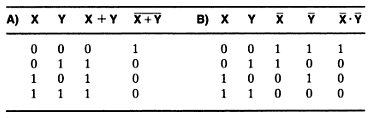 A) X Y X + Y X̅ ̅+̅ ̅Y̅ B) X Y X̅ Y̅ X̅ · Y̅
0 0 0 1 0 0 1 1 1
0 1 1 0 0 1 1 0 0
1 0 1 0 1 0 0 1 0
1 1 1 0 1 1 0 0 0